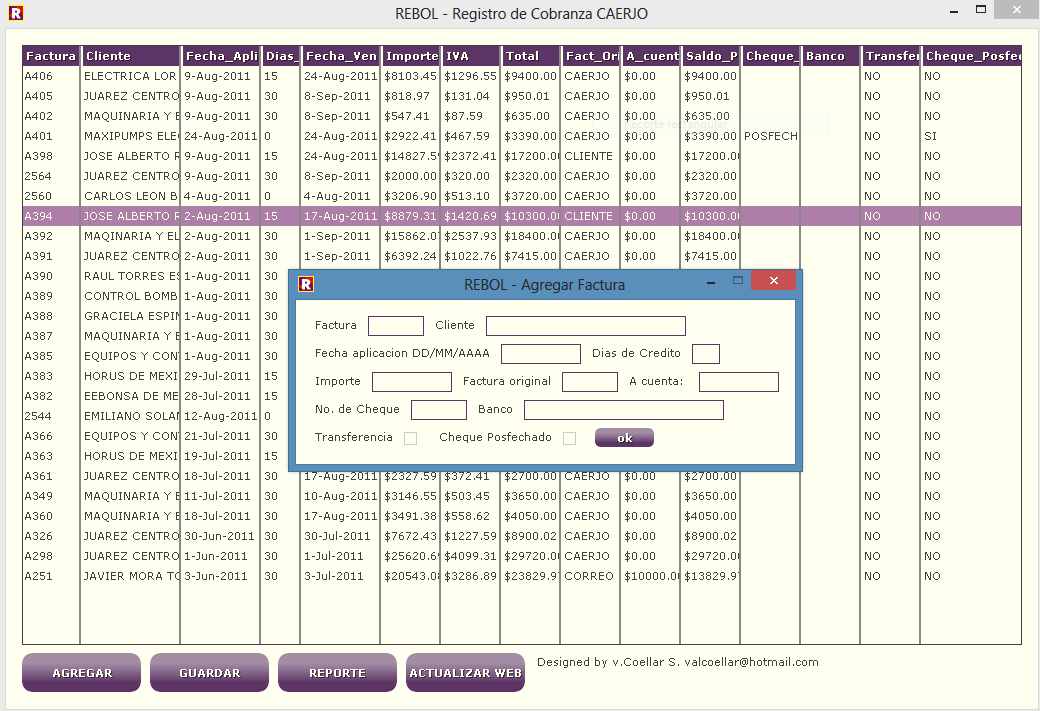 REBOL - Registro de Cobranza CAERJO
Factura Cliente Fecha_Apli Dias_ Fecha_Ven Importe IVA Total Fact_Ori A_cuent Saldo_P Cheque_ Banco Transfer Cheque_Posfec
A406 ELECTRICA LOR 9-Aug-2011 15 24-Aug-2011 $8103.45 $1296.55 $9400.00 CAERJO $0.00 $9400.00 NO NO
A405 JUAREZ CENTRO 9-Aug-2011 30 8-Sep-2011 $818.97 $131.04 $950.01 CAERJO $0.00 $950.01 NO NO
A402 MAQUINARIA Y E 9-Aug-2011 30 8-Sep-2011 $547.41 $87.59 $635.00 CAERJO $0.00 $635.00 NO NO
A401 MAXIPUMPS ELE 24-Aug-2011 0 24-Aug-2011 $2922.41 $467.59 $3390.00 CAERJO $0.00 $3390.00 POSFECH NO SI
A398 JOSE ALBERTO R 9-Aug-2011 15 24-Aug-2011 $14827.59 $2372.41 $17200.00 CLIENTE $0.00 $17200.00 NO NO
2564 JUAREZ CENTRO 9-Aug-2011 30 8-Sep-2011 $2000.00 $320.00 $2320.00 CAERJO $0.00 $2320.00 NO NO
2560 CARLOS LEON B 4-Aug-2011 0 4-Aug-2011 $3206.90 $513.10 $3720.00 CAERJO $0.00 $3720.00 NO NO
A394 JOSE ALBERTO R 2-Aug-2011 15 17-Aug-2011 $8879.31 $1420.69 $10300.00 CLIENTE $0.00 $10300.00 NO NO
A392 MAQINARIA Y EL 2-Aug-2011 30 1-Sep-2011 $15862.07 $2537.93 $18400.00 CAERJO $0.00 $18400.00 NO NO
A391 JUAREZ CENTRO 2-Aug-2011 30 1-Sep-2011 $6392.24 $1022.76 $7415.00 CAERJO $0.00 $7415.00 NO NO
A390 RAUL TORRES ES 1-Aug-2011 30 NO NO
A389 CONTROL BOMB 1-Aug-2011 30 NO NO
A388 GRACIELA ESPIN 1-Aug-2011 30 NO NO
A387 MAQUINARIA Y E 1-Aug-2011 30 NO NO
A385 EQUIPOS Y CON 1-Aug-2011 30 NO NO
A383 HORUS DE MEXI 29-Jul-2011 15 NO NO
A382 EEBONSA DE ME 28-Jul-2011 15 NO NO
2544 EMILIANO SOLAN 12-Aug-2011 0 NO NO
A366 EQUIPOS Y CON 21-Jul-2011 30 NO NO
A363 HORUS DE MEXI 19-Jul-2011 15 NO NO
A361 JUAREZ CENTRO 18-Jul-2011 30 17-Aug-2011 $2327.59 $372.41 $2700.00 CAERJO $0.00 $2700.00 NO NO
A349 MAQUINARIA Y E 11-Jul-2011 30 10-Aug-2011 $3146.55 $503.45 $3650.00 CAERJO $0.00 $3650.00 NO NO
A360 MAQUINARIA Y E 18-Jul-2011 30 17-Aug-2011 $3491.38 $558.62 $4050.00 CAERJO $0.00 $4050.00 NO NO
A326 JUAREZ CENTRO 30-Jun-2011 30 30-Jul-2011 $7672.43 $1227.59 $8900.02 CAERJO $0.00 $8900.02 NO NO
A298 JUAREZ CENTRO 1-Jun-2011 30 1-Jul-2011 $25620.69 $4099.31 $29720.00 CAERJO $0.00 $29720.00 NO NO
A251 JAVIER MORA TO 3-Jun-2011 30 3-Jul-2011 $20543.08 $3286.89 $23829.97 CORREO $10000.00 $13829.97 NO NO
REBOL - Agregar Factura
Factura Cliente
Fecha aplicacion DD/MM/AAAA Dias de Credito
Importe Factura original A cuenta:
No. de Cheque Banco
Transferencia Cheque Posfechado ok
AGREGAR GUARDAR REPORTE ACTUALIZAR WEB
Designed by v.Coellar S. valcoellar@hotmail.com